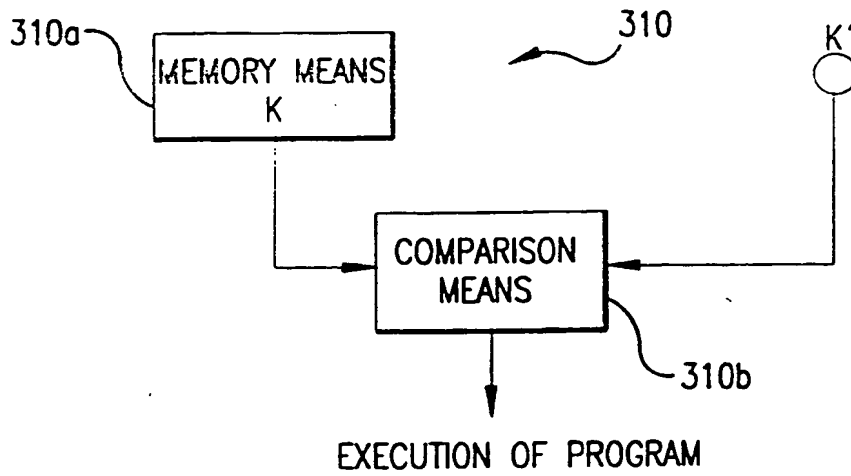 310a
MEMORY MEANS
K
310
K'
COMPARISON
MEANS
310b
EXECUTION OF PROGRAM